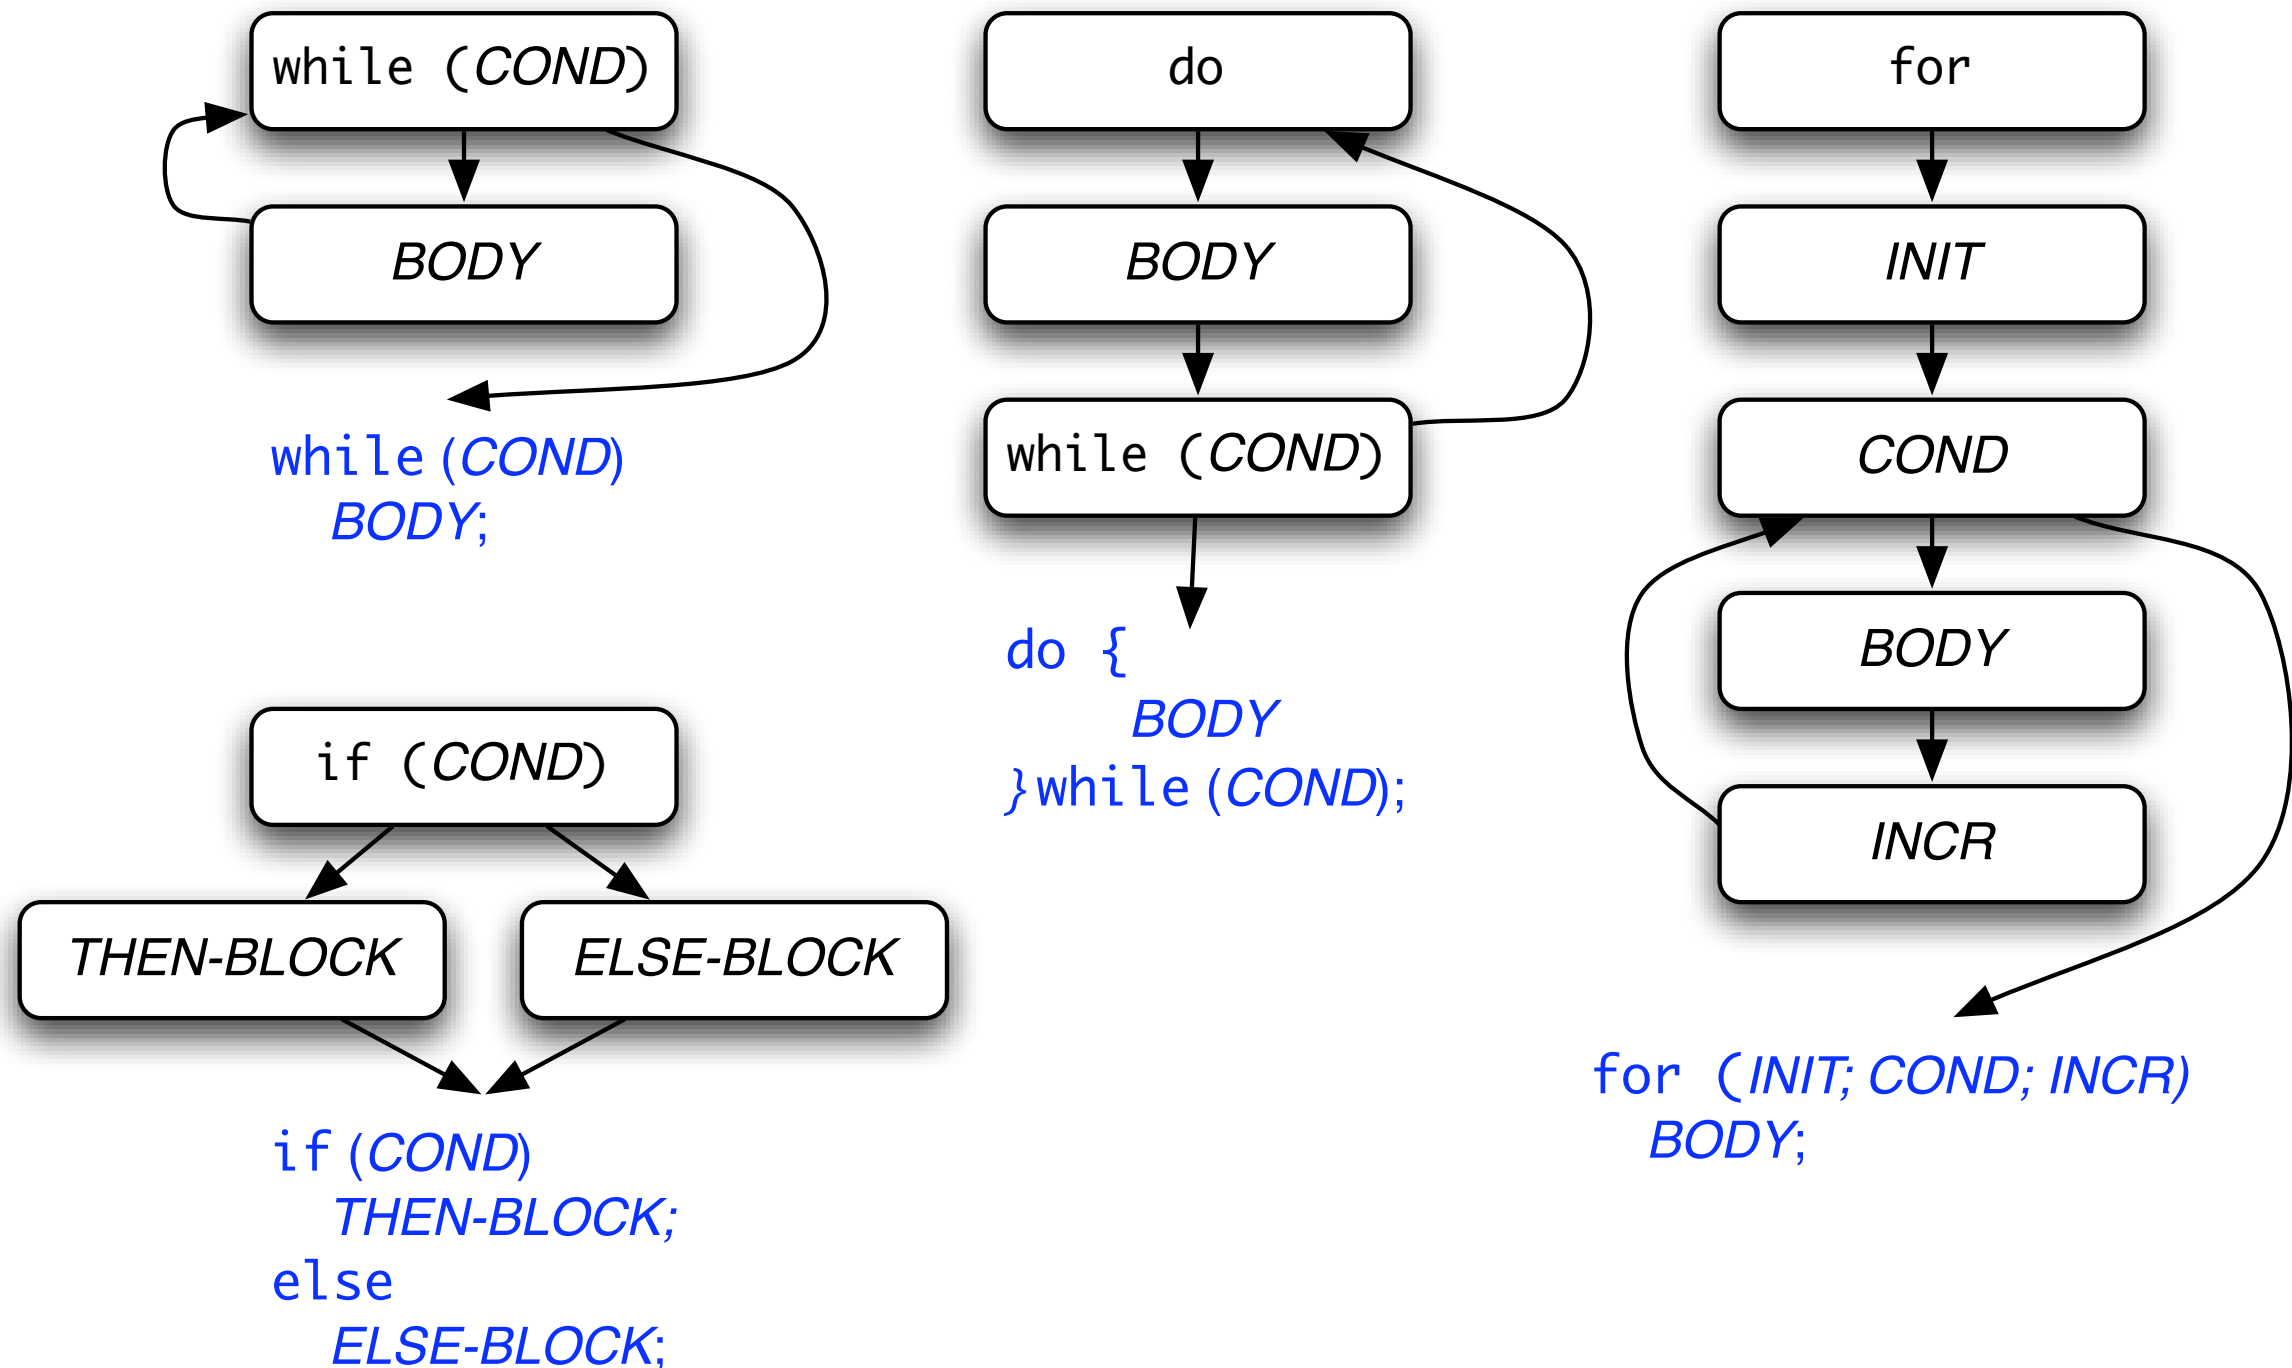 while (COND)
BODY
while (COND)
BODY;
do
BODY
while (COND)
do {
BODY
}while (COND);
for
INIT
COND
BODY
INCR
for (INIT; COND; INCR)
BODY;
if (COND)
THEN-BLOCK
ELSE-BLOCK
if (COND)
THEN-BLOCK;
else
ELSE-BLOCK;